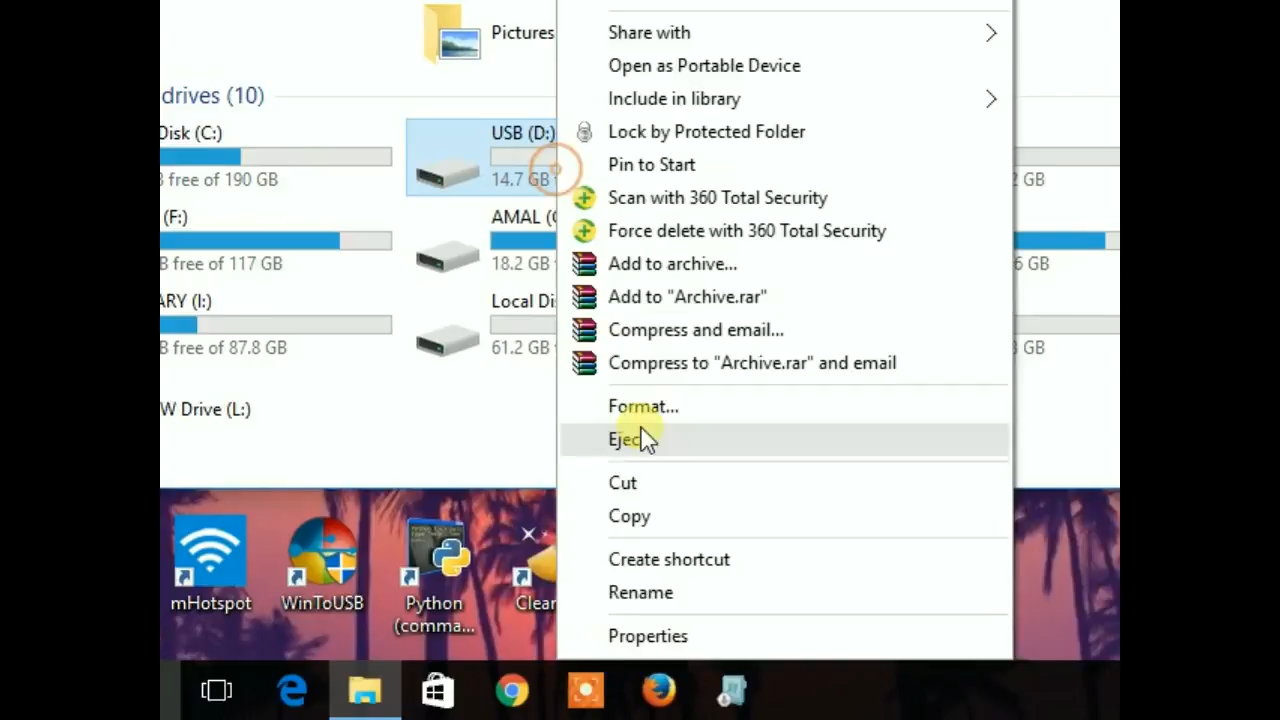 Pictures
drives (10)
Disk (C:)
free of 190 GB
USB (D:)
14.7 GB
2 GB
(F:)
B free of 117 GB
AMAL (
18.2 GB
6 GB
ARY (I:)
B free of 87.8 GB
Local Di
61.2 GB
GB
W Drive (L:)
Share with
Open as Portable Device
Include in library
Lock by Protected Folder
Pin to Start
Scan with 360 Total Security
Force delete with 360 Total Security
Add to archive...
Add to "Archive.rar"
Compress and email...
Compress to "Archive.rar" and email
Format...
Ejec
Cut
Copy
Create shortcut
Rename
Properties
mHotspot
WinToUSB
Python
(comma...
Clean